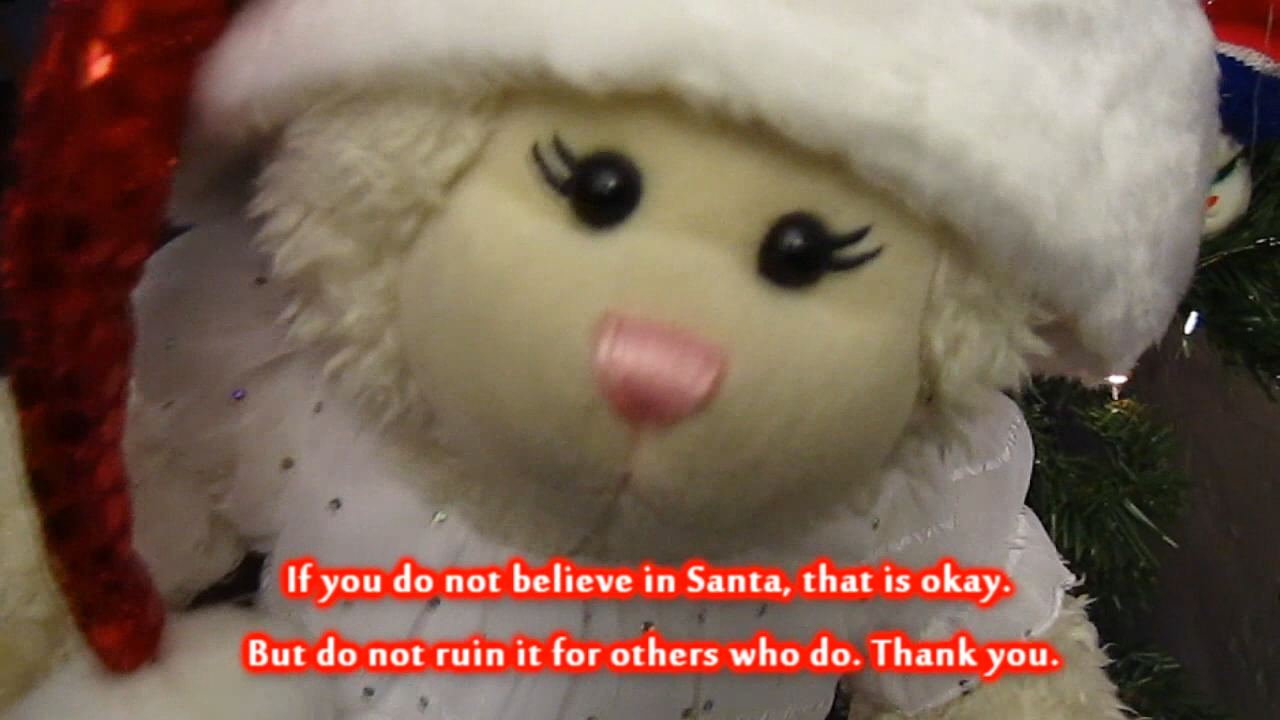 If you do not believe in Santa, that is okay.
But do not ruin it for others who do. Thank you.